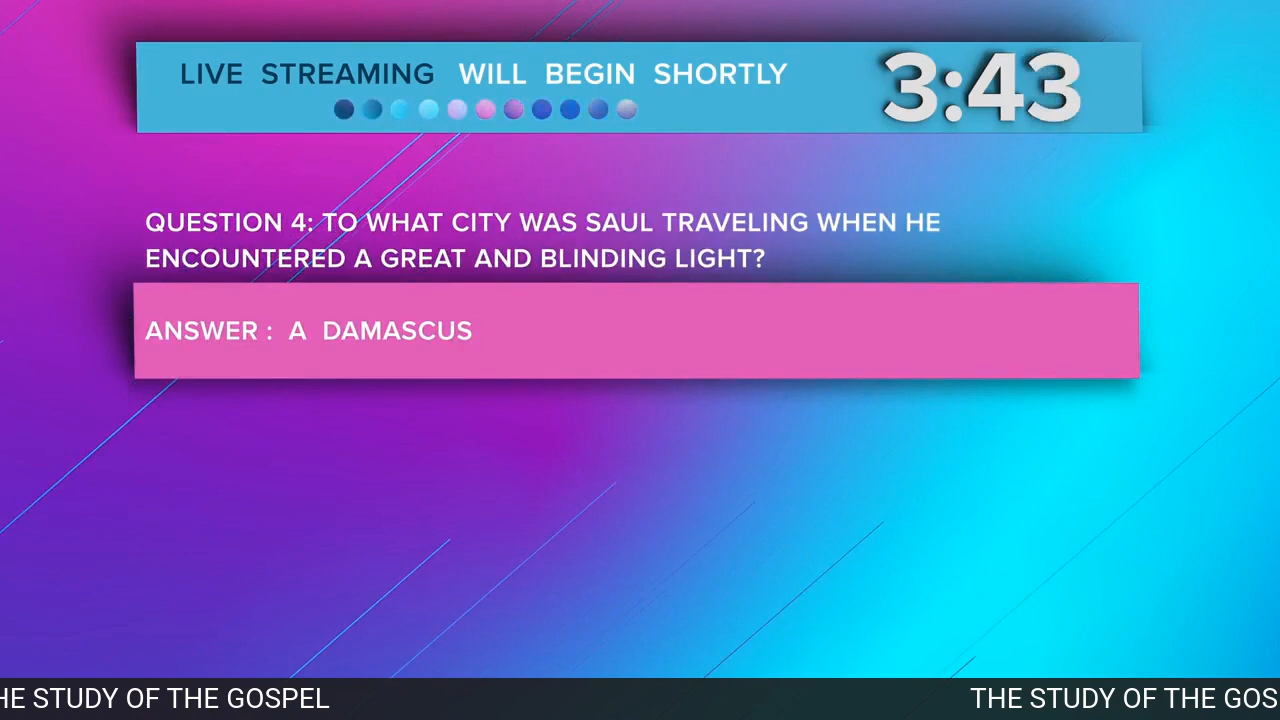 LIVE STREAMING WILL BEGIN SHORTLY
3:43
QUESTION 4: TO WHAT CITY WAS SAUL TRAVELING WHEN HE
ENCOUNTERED A GREAT AND BLINDING LIGHT?
ANSWER : A DAMASCUS
HE STUDY OF THE GOSPEL
THE STUDY OF THE GOS